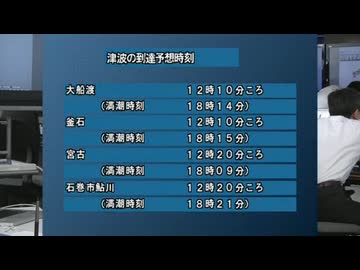 津波の到達予想時刻
大船渡 12時10分ころ
(満潮時刻 18時14分)
釜石 12時10分ころ
(満潮時刻 18時15分)
宮古 12時20分ころ
(満潮時刻 18時09分)
石巻市鮎川 12時20分ころ
(満潮時刻 18時21分)